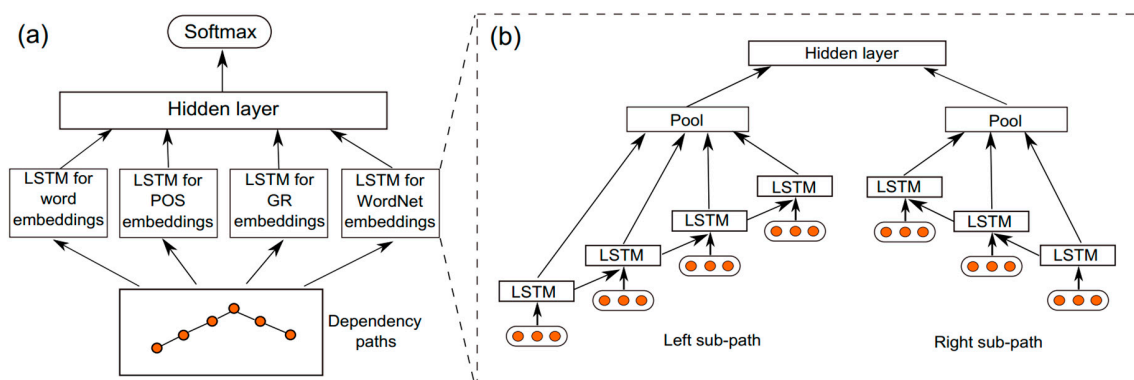 (a)
Softmax
Hidden layer
LSTM for
word
embeddings
LSTM for
POS
embeddings
LSTM for
GR
embeddings
LSTM for
WordNet
embeddings
Dependency
paths
(b)
Hidden layer
Pool
Pool
LSTM
LSTM
LSTM
LSTM
LSTM
LSTM
LSTM
Left sub-path
Right sub-path